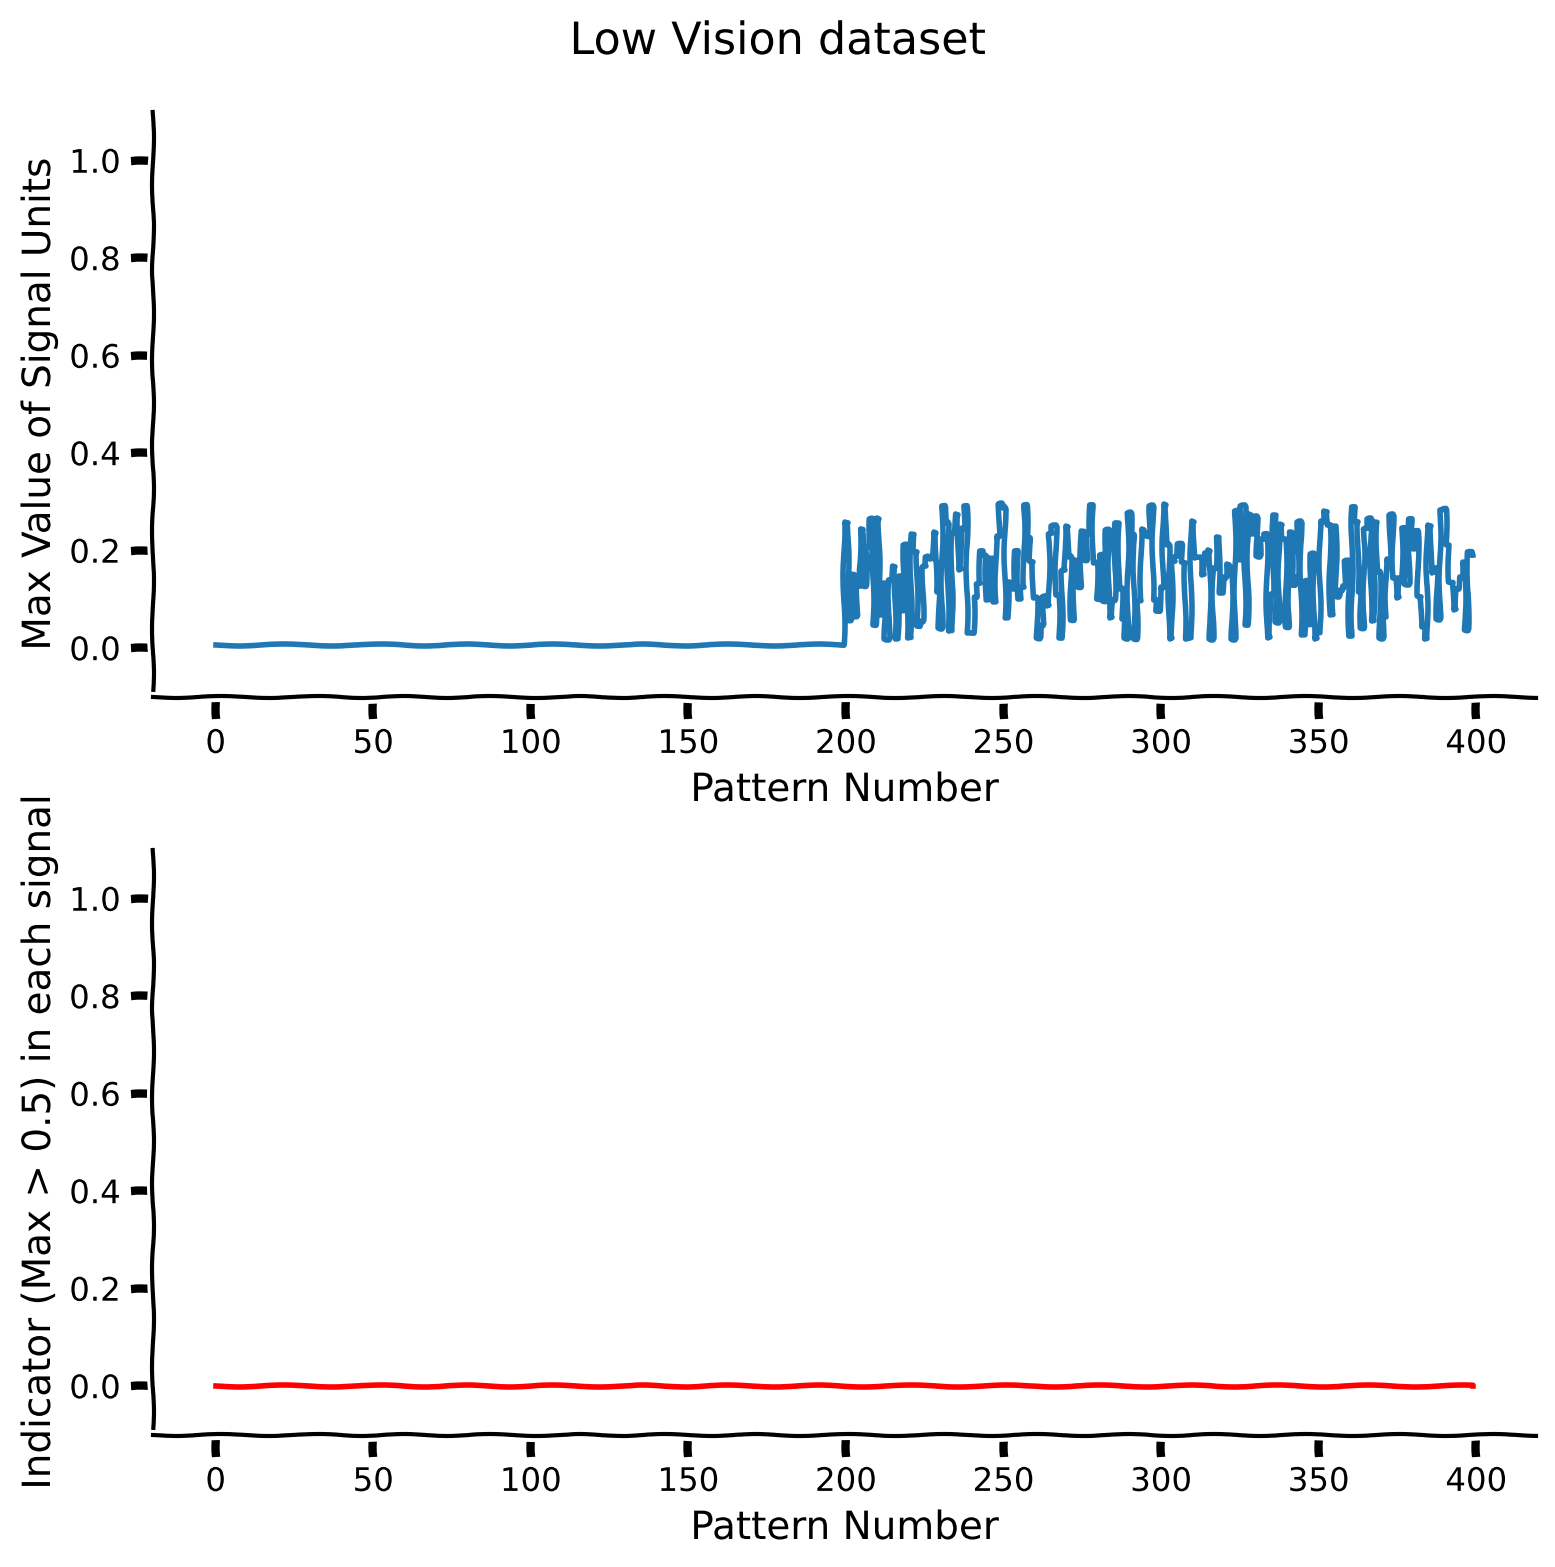 Low Vision dataset
Max Value of Signal Units
1.0
0.8
0.6
0.4
0.2
0.0
0 50 100 150 200 250 300 350 400
Pattern Number
Indicator (Max > 0.5) in each signal
1.0
0.8
0.6
0.4
0.2
0.0
0 50 100 150 200 250 300 350 400
Pattern Number